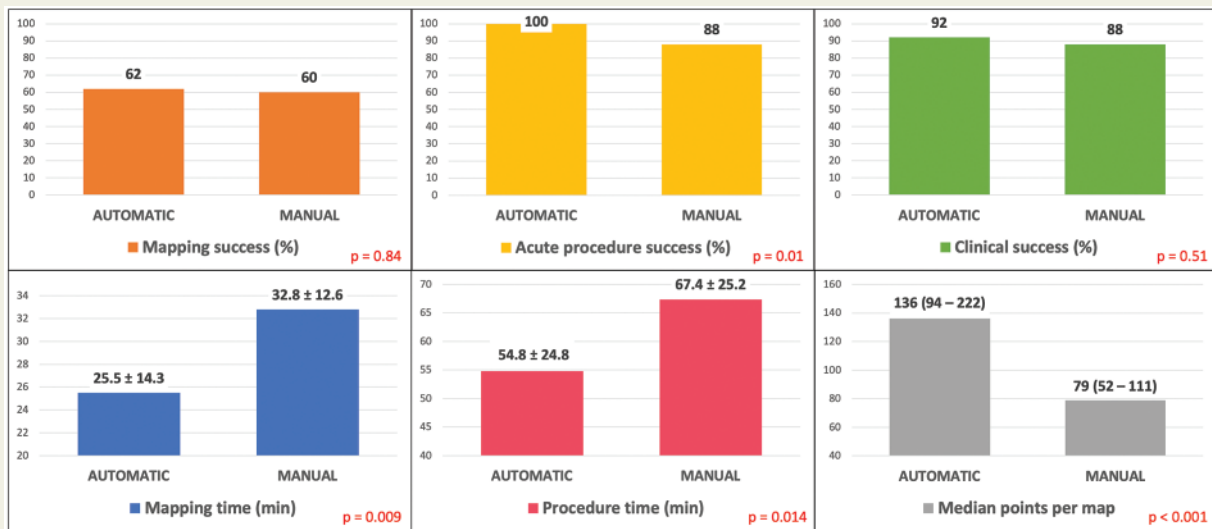 100
90
80
70
60
50
40
30
20
10
0
62
60
AUTOMATIC
MANUAL
Mapping success (%)
p = 0.84
100
90
80
70
60
50
40
30
20
10
0
100
88
AUTOMATIC
MANUAL
Acute procedure success (%)
p = 0.01
100
90
80
70
60
50
40
30
20
10
0
92
88
AUTOMATIC
MANUAL
Clinical success (%)
p = 0.51
34
32
30
28
26
24
22
20
25.5 ± 14.3
32.8 ± 12.6
AUTOMATIC
MANUAL
Mapping time (min)
p = 0.009
70
65
60
55
50
45
40
54.8 ± 24.8
67.4 ± 25.2
AUTOMATIC
MANUAL
Procedure time (min)
p = 0.014
160
140
120
100
80
60
40
136 (94 – 222)
79 (52 – 111)
AUTOMATIC
MANUAL
Median points per map
p < 0.001